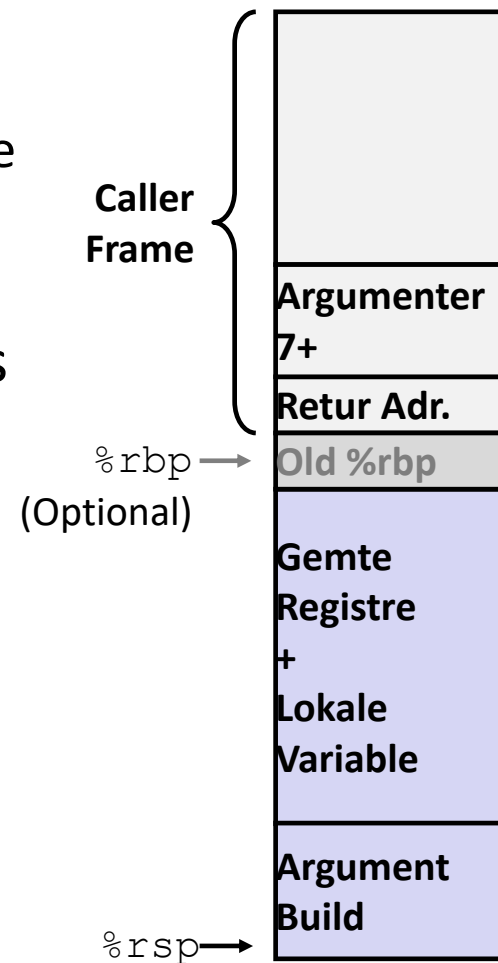 e
Caller
Frame
Argumenter
7+
s
Retur Adr.
%rbp
Old %rbp
(Optional)
Gemte
Registre
+
Lokale
Variable
Argument
Build
%rsp